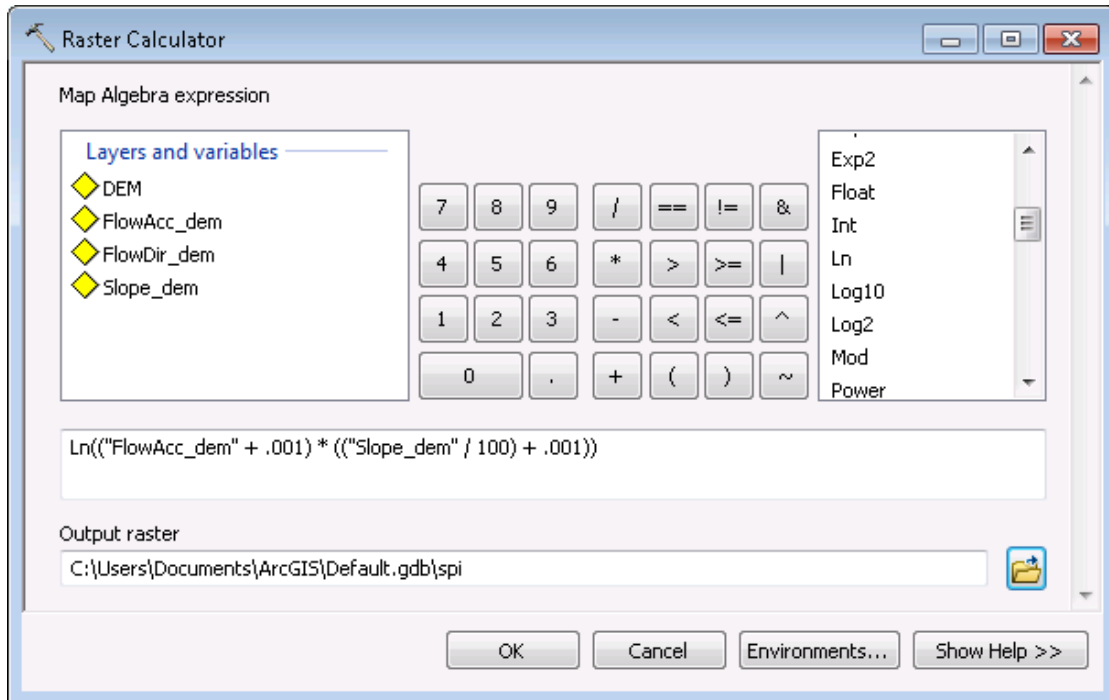 Raster Calculator
Map Algebra expression
Layers and variables
DEM
FlowAcc_dem
FlowDir_dem
Slope_dem
7 8 9 / == != &
4 5 6 * > >= |
1 2 3 - < <= ^
0 . + ( ) ~
Exp2
Float
Int
Ln
Log10
Log2
Mod
Power
Ln(("FlowAcc_dem" + .001) * (("Slope_dem" / 100) + .001))
Output raster
C:\Users\Documents\ArcGIS\Default.gdb\spi
OK Cancel Environments... Show Help >>